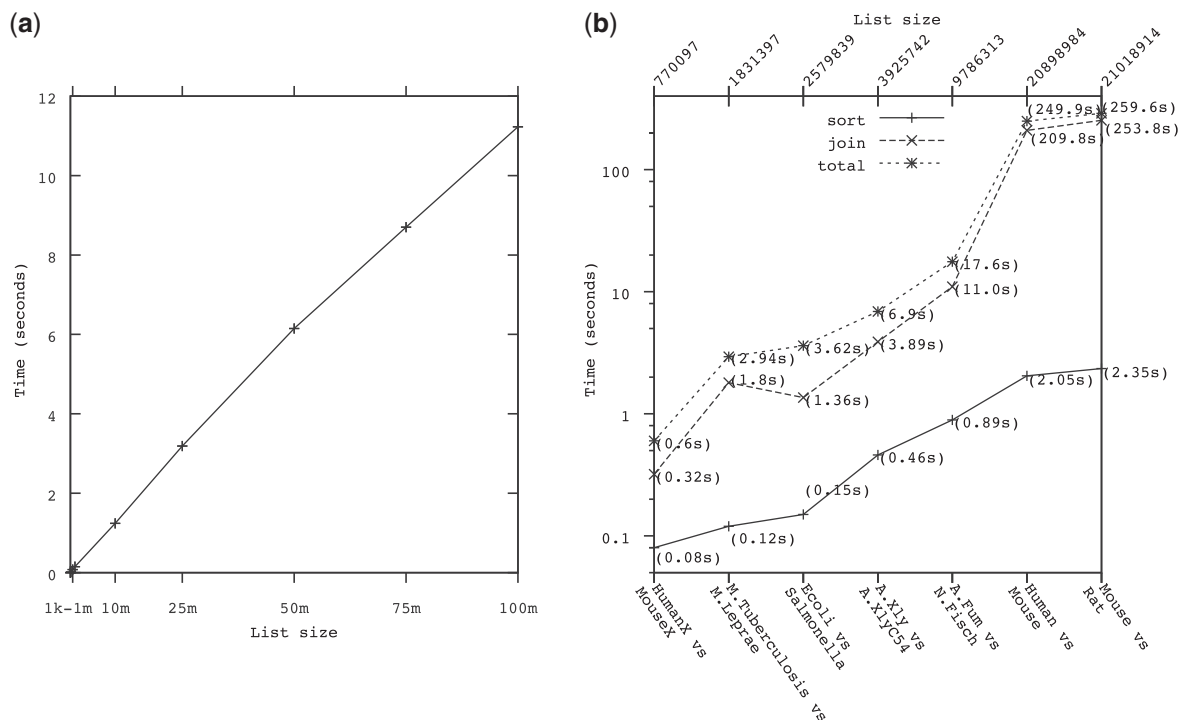 (a)
12
10
8
6
4
2
0
Time (seconds)
1k-1m 10m 25m 50m 75m 100m
List size
(b)
List size
770097
1831397
2579839
3925742
9786313
20898984
21018914
sort
join
total
100
10
1
0.1
Time (seconds)
(249.9s)
(259.6s)
(209.8s)
(253.8s)
(17.6s)
(11.0s)
(6.9s)
(3.89s)
(2.94s)
(3.62s)
(1.8s)
(1.36s)
(2.05s)
(2.35s)
(0.6s)
(0.32s)
(0.89s)
(0.46s)
(0.15s)
(0.12s)
(0.08s)
HumanX vs
MouseX
M.Tuberculosis vs
M.Leprae
Ecoli vs
Salmonella
A.Xly vs
A.XlyC54
A.Fum vs
N.Fisch
Human vs
Mouse
Mouse vs
Rat